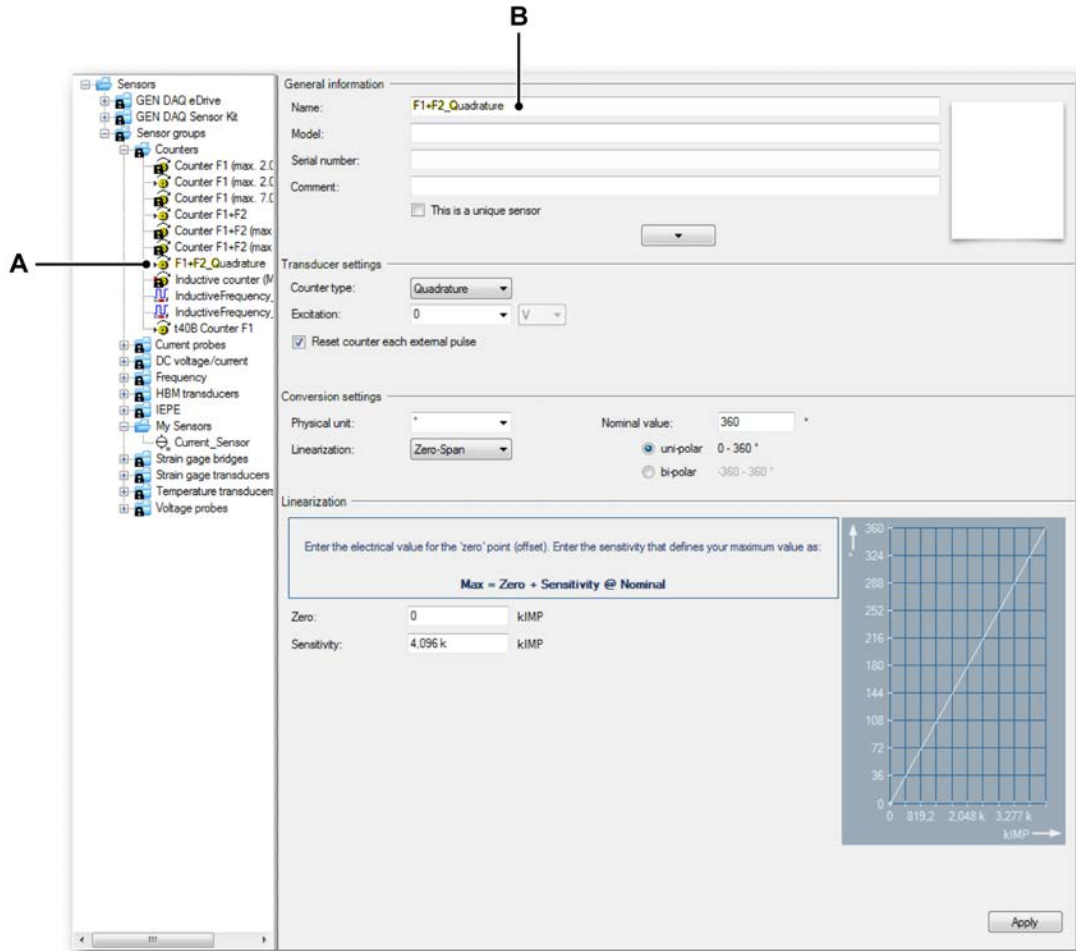 B
A
Sensors
GEN DAQ eDrive
GEN DAQ Sensor Kit
Sensor groups
Counters
Counter F1 (max. 2.0
Counter F1 (max. 2.0
Counter F1 (max. 7.0
Counter F1+F2
Counter F1+F2 (max
Counter F1+F2 (max
F1+F2_Quadrature
Inductive counter (M
InductiveFrequency_
InductiveFrequency_
t40B Counter F1
Current probes
DC voltage/current
Frequency
HBM transducers
IEPE
My Sensors
Current_Sensor
Strain gage bridges
Strain gage transducers
Temperature transducers
Voltage probes
General information
Name: F1+F2_Quadrature
Model:
Serial number:
Comment:
This is a unique sensor
Transducer settings
Counter type: Quadrature
Excitation: 0 V
Reset counter each external pulse
Conversion settings
Physical unit: ° Nominal value: 360 °
Linearization: Zero-Span uni-polar 0 - 360 °
bi-polar -360 - 360 °
Linearization
Enter the electrical value for the 'zero' point (offset). Enter the sensitivity that defines your maximum value as:
Max = Zero + Sensitivity @ Nominal
Zero: 0 kIMP
Sensitivity: 4,096 k kIMP
360
°
324
288
252
216
180
144
108
72
36
0
0 819,2 2,048 k 3,277 k
kIMP
Apply